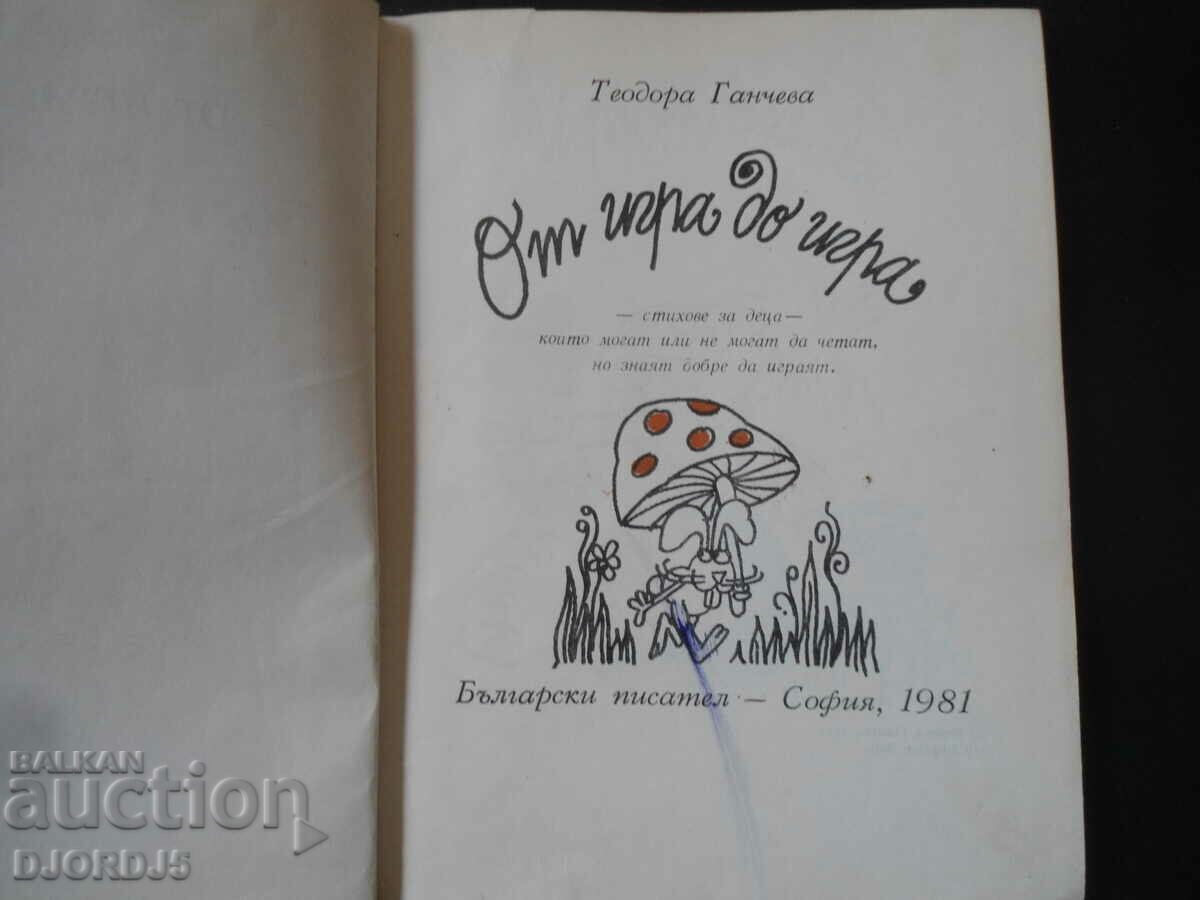 Теодора Ганчева
От игра до игра
— стихове за деца —
които могат или не могат да четат,
но знаят добре да играят.
Български писател — София, 1981
BALKAN
auction
DJORDJ5